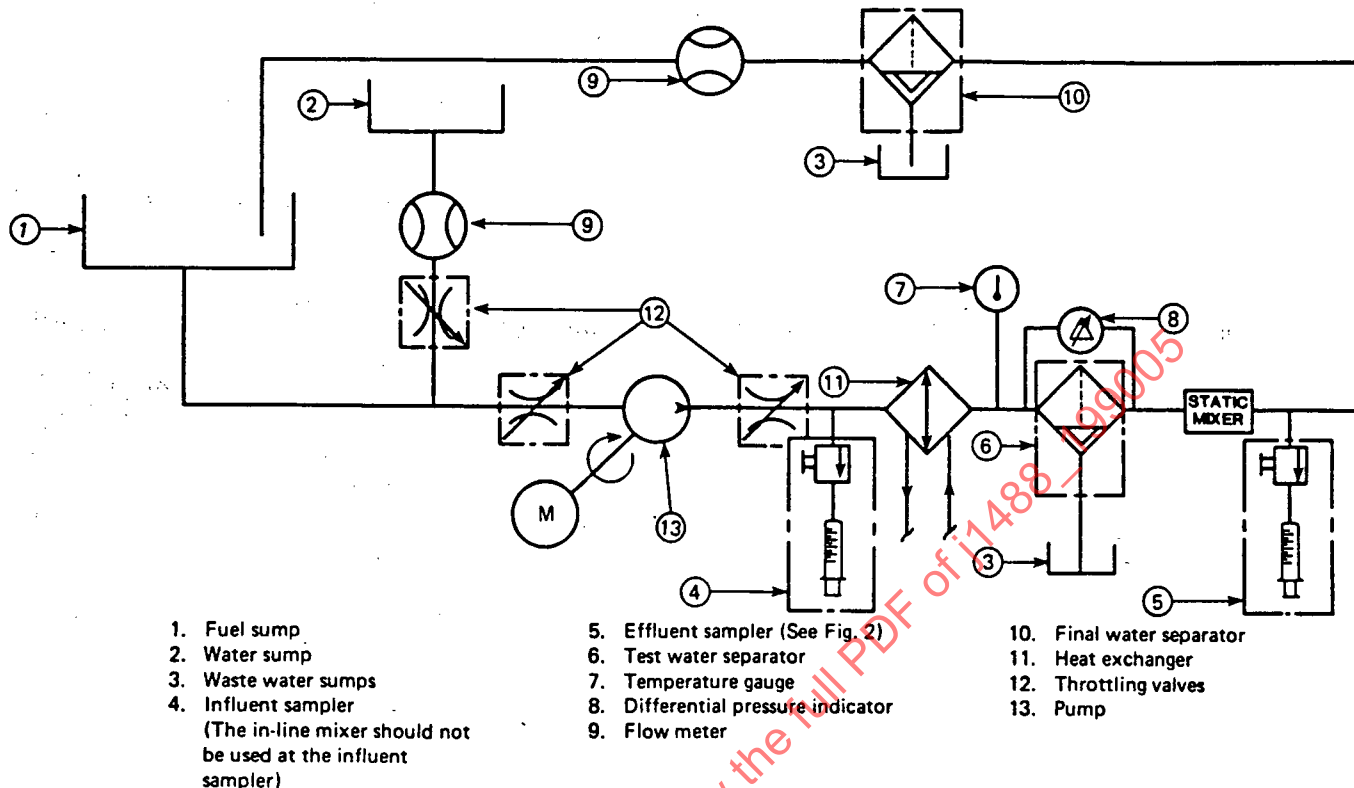 9
2
10
3
1
9
12
7
8
11
STATIC
MIXER
6
M
13
3
4
5
1. Fuel sump
2. Water sump
3. Waste water sumps
4. Influent sampler
(The in-line mixer should not
be used at the influent
sampler)
5. Effluent sampler (See Fig. 2)
6. Test water separator
7. Temperature gauge
8. Differential pressure indicator
9. Flow meter
10. Final water separator
11. Heat exchanger
12. Throttling valves
13. Pump
the full PDF of j1488_199005